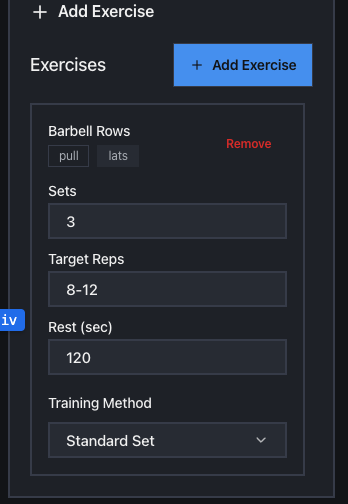 + Add Exercise
Exercises
+ Add Exercise
Barbell Rows
pull lats
Remove
Sets
3
Target Reps
8-12
iv
Rest (sec)
120
Training Method
Standard Set